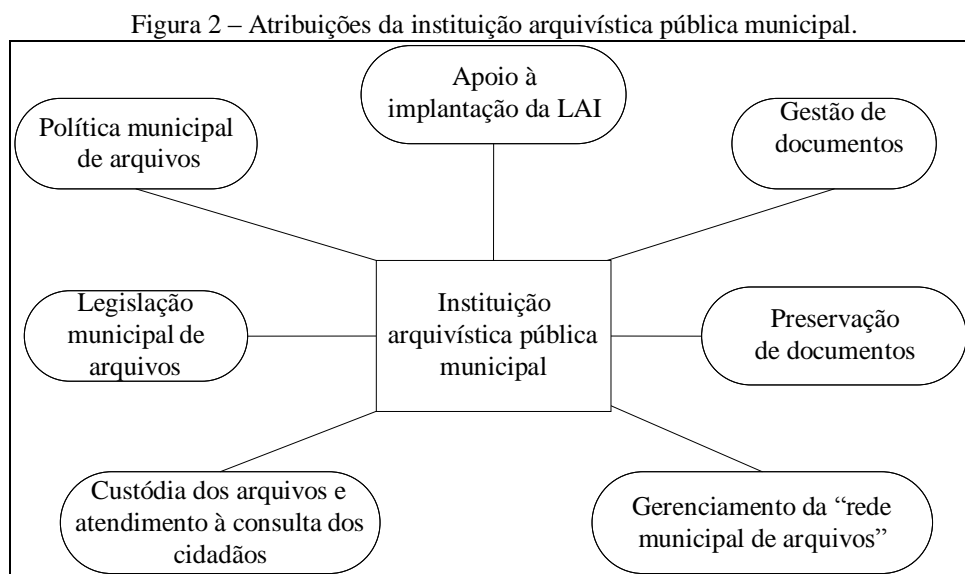 Figura 2 – Atribuições da instituição arquivística pública municipal.
Apoio à
implantação da LAI
Política municipal
de arquivos
Gestão de
documentos
Legislação
municipal de
arquivos
Instituição
arquivística pública
municipal
Preservação
de documentos
Custódia dos arquivos e
atendimento à consulta dos
cidadãos
Gerenciamento da “rede
municipal de arquivos”